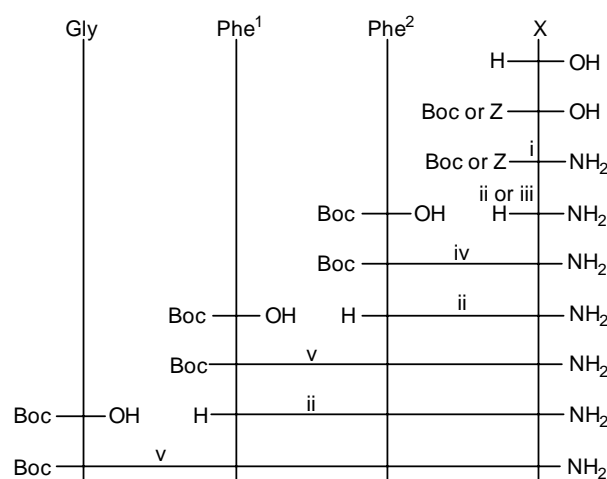 Gly Phe¹ Phe² X
H OH
Boc or Z OH
i
Boc or Z NH₂
ii or iii
Boc OH H NH₂
iv
Boc NH₂
Boc OH H ii NH₂
Boc v NH₂
ii
Boc OH H NH₂
v
Boc NH₂